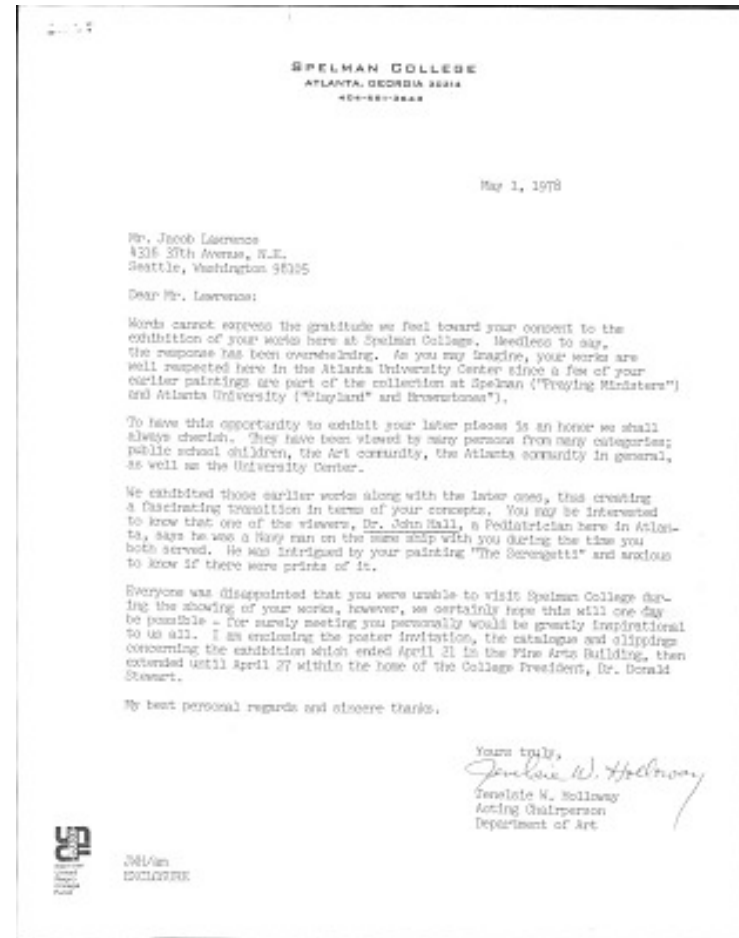 SPELMAN COLLEGE
ATLANTA, GEORGIA 30314
May 1, 1978
Mr. Jacob Lawrence
4316 37th Avenue, N.E.
Seattle, Washington 98105
Dear Mr. Lawrence:
Words cannot express the gratitude we feel toward your consent to the
exhibition of your works here at Spelman College. Needless to say,
the response has been overwhelming. As you may imagine, your works are
well respected here in the Atlanta University Center since a few of your
earlier paintings are part of the collection at Spelman ("Praying Ministers")
and Atlanta University ("Playland" and Brownstones").
To have this opportunity to exhibit your later pieces is an honor we shall
always cherish. They have been viewed by many persons from many categories;
public school children, the Art community, the Atlanta community in general,
as well as the University Center.
We exhibited those earlier works along with the later ones, thus creating
a fascinating transition in terms of your concepts. You may be interested
to know that one of the viewers, Dr. John Hall, a Pediatrician here in Atlan-
ta, says he was a Navy man on the same ship with you during the time you
both served. He was intrigued by your painting "The Serengetti" and anxious
to know if there were prints of it.
Everyone was disappointed that you were unable to visit Spelman College dur-
ing the showing of your works, however, we certainly hope this will one day
be possible - for surely meeting you personally would be greatly inspirational
to us all. I am enclosing the poster invitation, the catalogue and clippings
concerning the exhibition which ended April 21 in the Fine Arts Building, then
extended until April 27 within the home of the College President, Dr. Donald
Stewart.
My best personal regards and sincere thanks.
Yours truly,
Jenelsie W. Holloway
Jenelsie W. Holloway
Acting Chairperson
Department of Art
JWH/am
ENCLOSURE